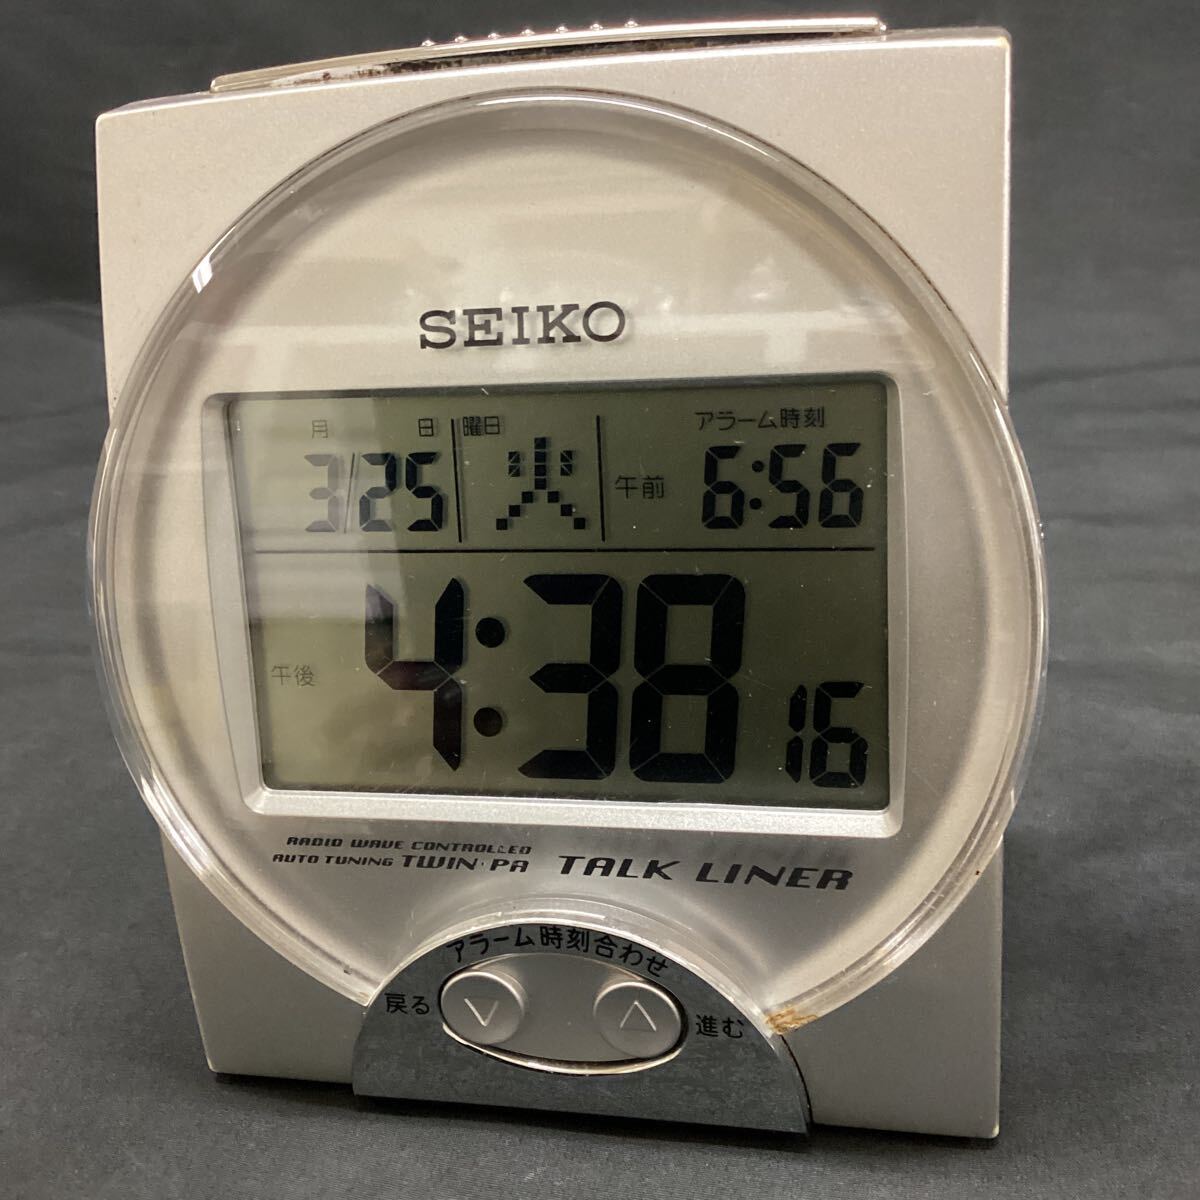 SEIKO
月 日 曜日 アラーム時刻
3/25 火 午前 6:56
午後 4:38 16
RADIO WAVE CONTROLLED
AUTO TUNING TWIN·PA TALK LINER
アラーム時刻合わせ
戻る ▽ △ 進む